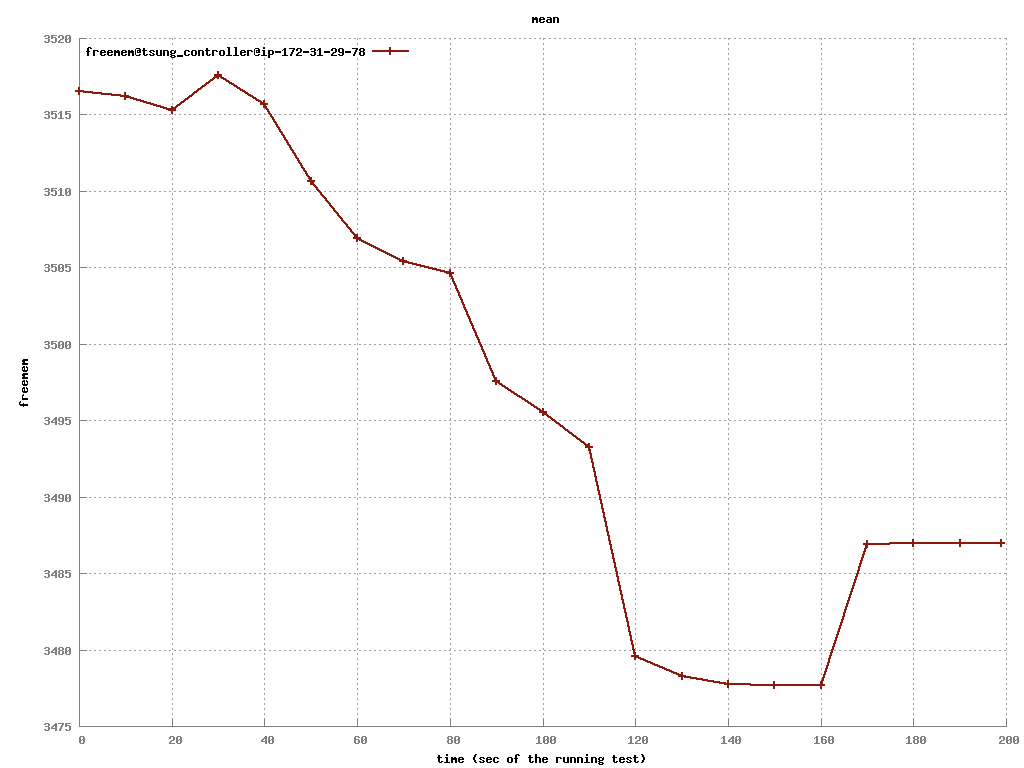 mean
3520
freemem@tsung_controller@ip-172-31-29-78
3515
3510
3505
3500
freemem
3495
3490
3485
3480
3475
0 20 40 60 80 100 120 140 160 180 200
time (sec of the running test)